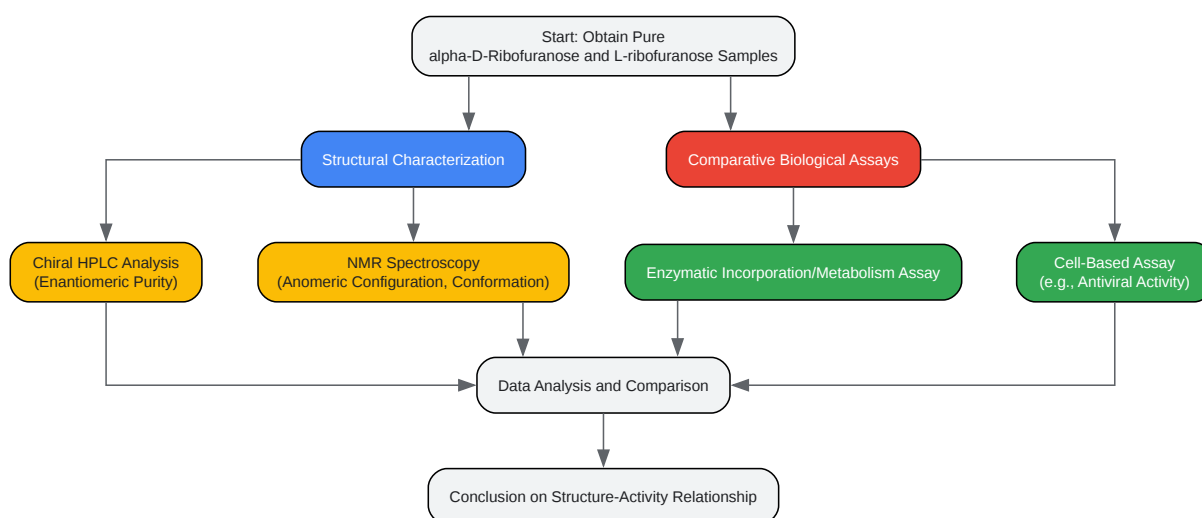 Start: Obtain Pure
alpha-D-Ribofuranose and L-ribofuranose Samples
Structural Characterization
Comparative Biological Assays
Chiral HPLC Analysis
(Enantiomeric Purity)
NMR Spectroscopy
(Anomeric Configuration, Conformation)
Enzymatic Incorporation/Metabolism Assay
Cell-Based Assay
(e.g., Antiviral Activity)
Data Analysis and Comparison
Conclusion on Structure-Activity Relationship